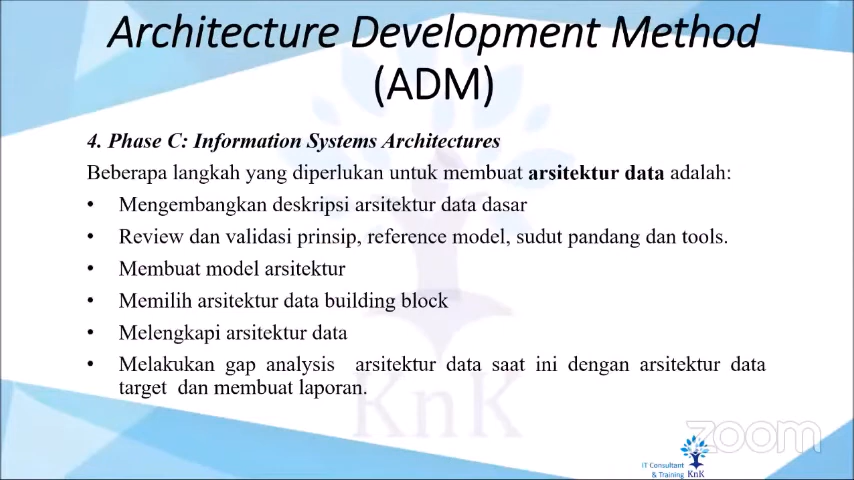 Architecture Development Method
(ADM)
4. Phase C: Information Systems Architectures
Beberapa langkah yang diperlukan untuk membuat arsitektur data adalah:
• Mengembangkan deskripsi arsitektur data dasar
• Review dan validasi prinsip, reference model, sudut pandang dan tools.
• Membuat model arsitektur
• Memilih arsitektur data building block
• Melengkapi arsitektur data
• Melakukan gap analysis arsitektur data saat ini dengan arsitektur data
target dan membuat laporan.
KnK
zoom
IT Consultant
& Training KnK